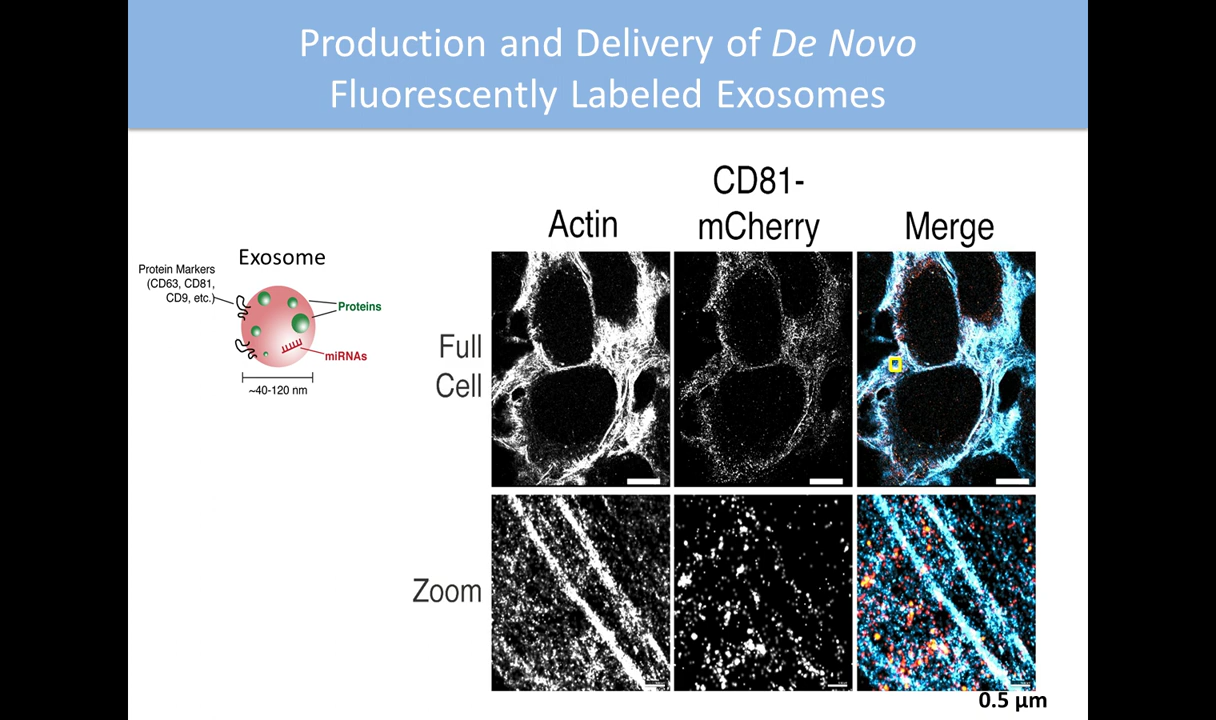 Production and Delivery of De Novo
Fluorescently Labeled Exosomes
Exosome
Protein Markers
(CD63, CD81,
CD9, etc.)
Proteins
miRNAs
~40-120 nm
Actin
CD81-
mCherry
Merge
Full
Cell
Zoom
0.5 µm